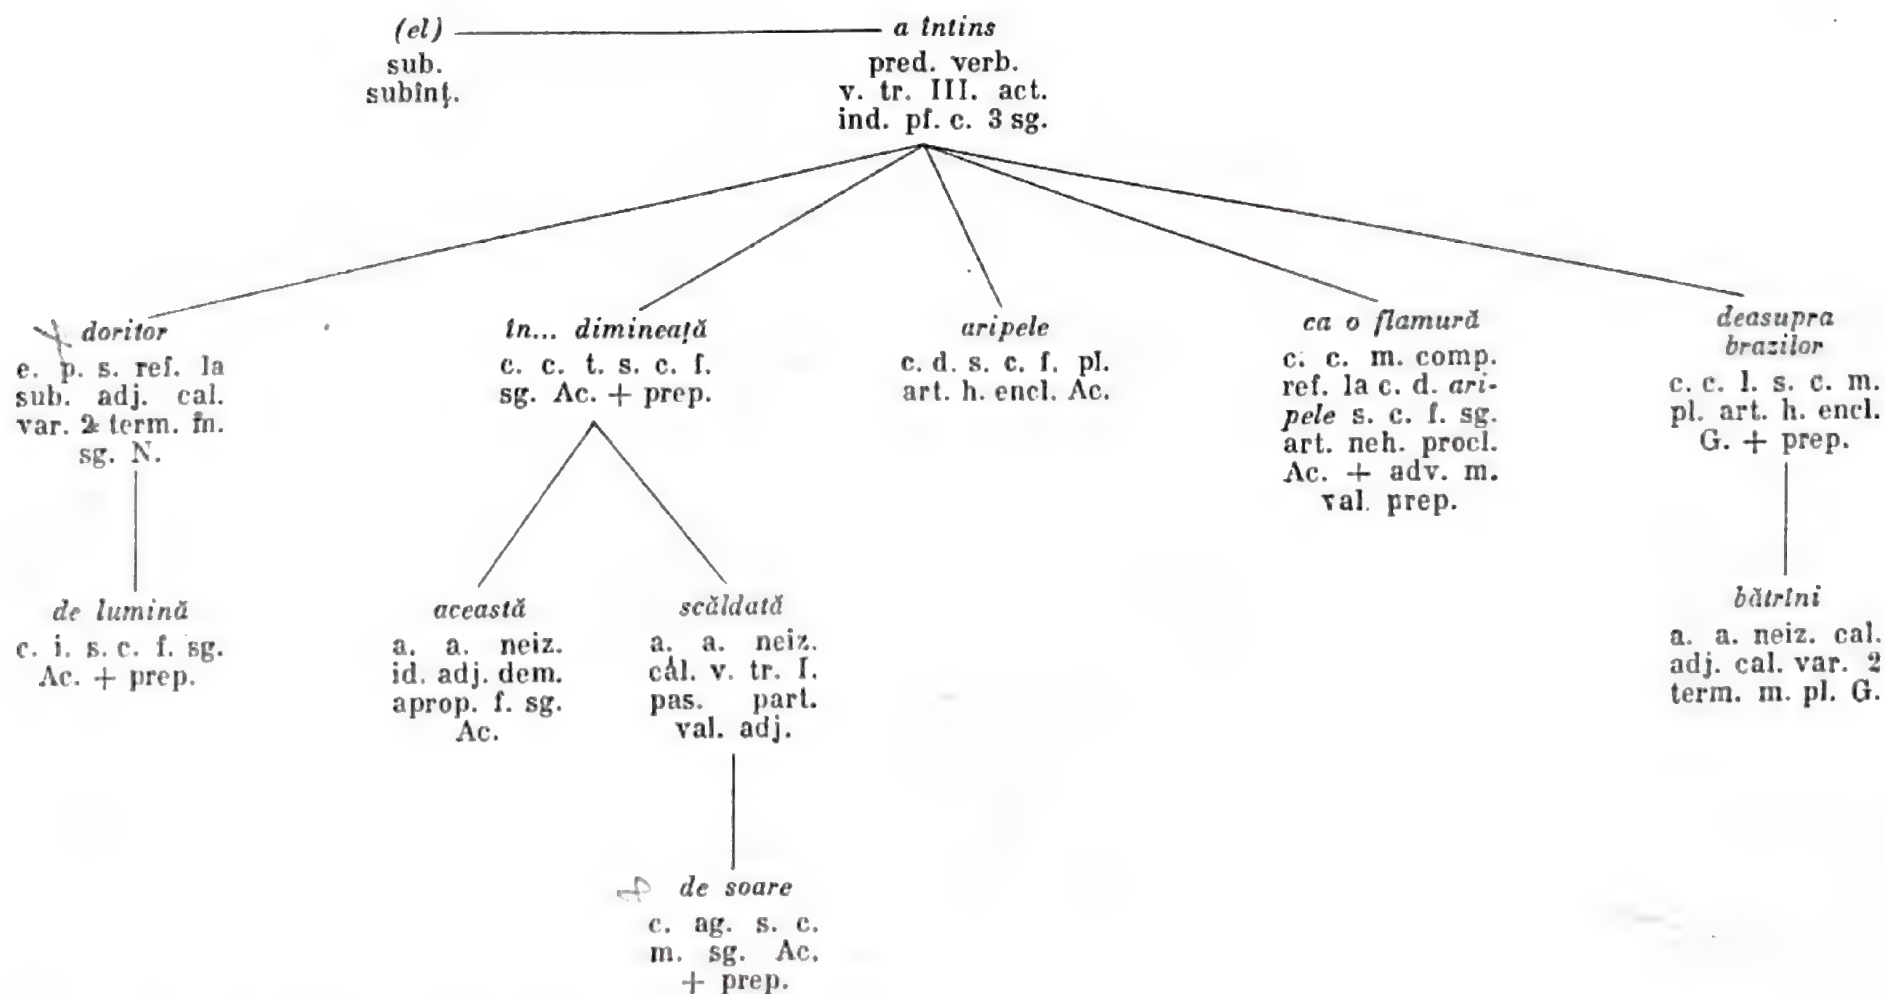 (el)
a întins
sub.
subînț.
pred. verb.
v. tr. III. act.
ind. pf. c. 3 sg.
doritor
e. p. s. ref. la
sub. adj. cal.
var. 2 term. în.
sg. N.
în... dimineață
c. c. t. s. c. f.
sg. Ac. + prep.
aripele
c. d. s. c. f. pl.
art. h. encl. Ac.
ca o flamură
c. c. m. comp.
ref. la c. d. ari-
pele s. c. f. sg.
art. neh. procl.
Ac. + adv. m.
val. prep.
deasupra
brazilor
c. c. l. s. c. m.
pl. art. h. encl.
G. + prep.
de lumină
c. i. s. c. f. sg.
Ac. + prep.
această
a. a. neiz.
id. adj. dem.
aprop. f. sg.
Ac.
scăldată
a. a. neiz.
cal. v. tr. I.
pas. part.
val. adj.
bătrîni
a. a. neiz. cal.
adj. cal. var. 2
term. m. pl. G.
de soare
c. ag. s. c.
m. sg. Ac.
+ prep.